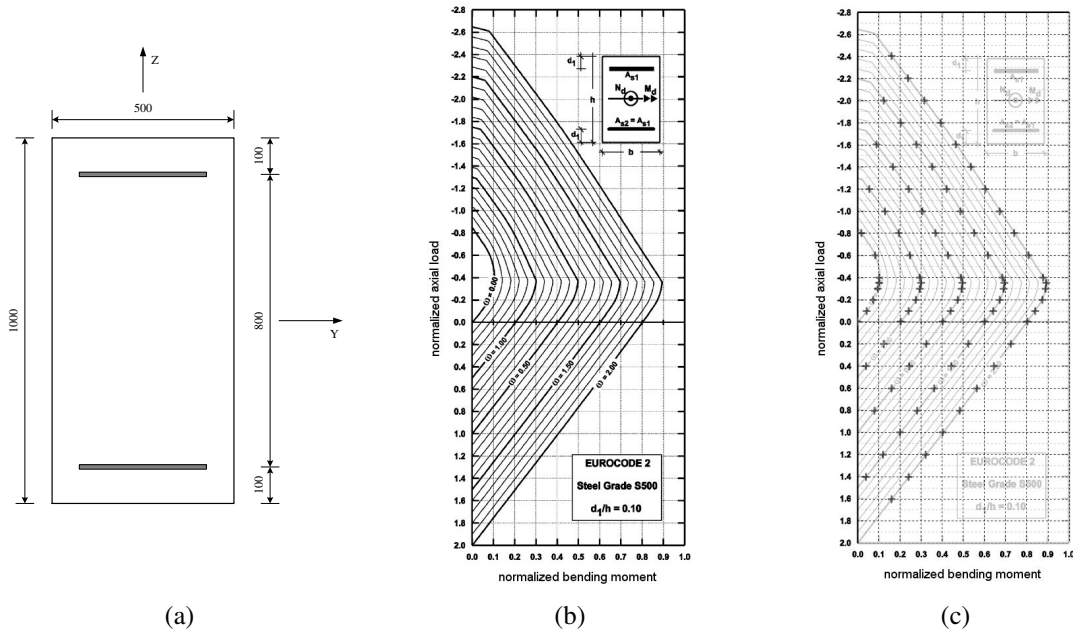 Z
500
100
1000
800
Y
100
(a)
-2.8
-2.6
-2.4
-2.2
-2.0
-1.8
-1.6
-1.4
-1.2
-1.0
-0.8
-0.6
-0.4
-0.2
0.0
0.2
0.4
0.6
0.8
1.0
1.2
1.4
1.6
1.8
2.0
normalized axial load
d1
As1
Nd Md
h
As2 = As1
d1
b
ω = 0.00
ω = 1.00
ω = 0.50
ω = 1.50
ω = 2.00
EUROCODE 2
Steel Grade S500
d1/h = 0.10
0.0 0.1 0.2 0.3 0.4 0.5 0.6 0.7 0.8 0.9 1.0
normalized bending moment
(b)
-2.8
-2.6
-2.4
-2.2
-2.0
-1.8
-1.6
-1.4
-1.2
-1.0
-0.8
-0.6
-0.4
-0.2
0.0
0.2
0.4
0.6
0.8
1.0
1.2
1.4
1.6
1.8
2.0
normalized axial load
d1
As1
Nd Md
As2 = As1
b
EUROCODE 2
Steel Grade S500
d1/h = 0.10
0.0 0.1 0.2 0.3 0.4 0.5 0.6 0.7 0.8 0.9 1.0
normalized bending moment
(c)